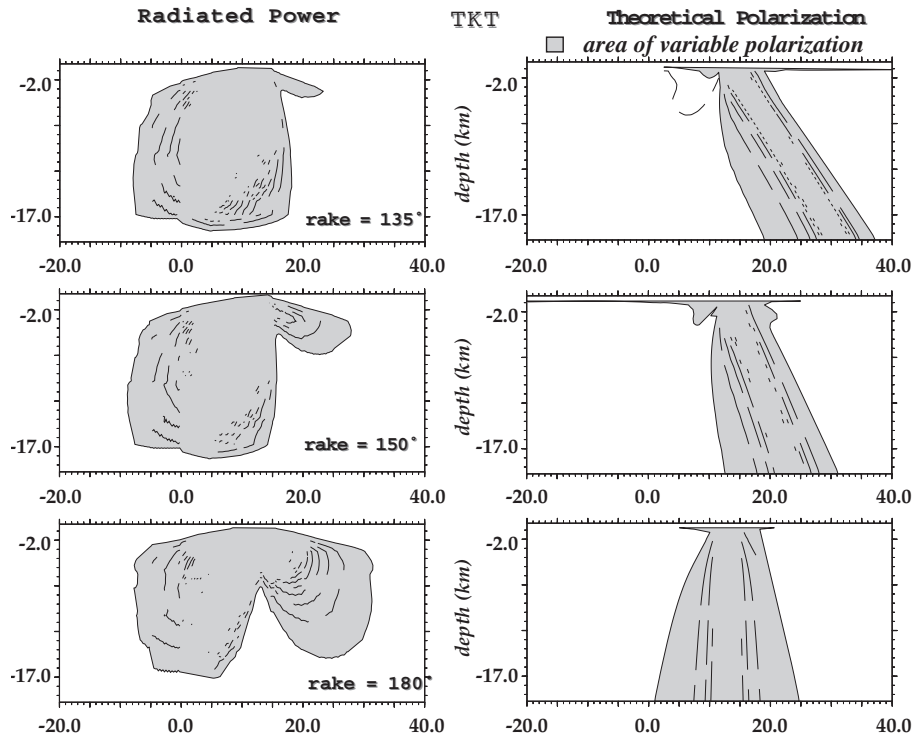 Radiated Power
TKT
Theoretical Polarization
area of variable polarization
-2.0
-17.0
rake = 135°
-20.0 0.0 20.0 40.0
depth (km)
-2.0
-17.0
-20.0 0.0 20.0 40.0
-2.0
-17.0
rake = 150°
-20.0 0.0 20.0 40.0
depth (km)
-2.0
-17.0
-20.0 0.0 20.0 40.0
-2.0
-17.0
rake = 180°
-20.0 0.0 20.0 40.0
depth (km)
-2.0
-17.0
-20.0 0.0 20.0 40.0